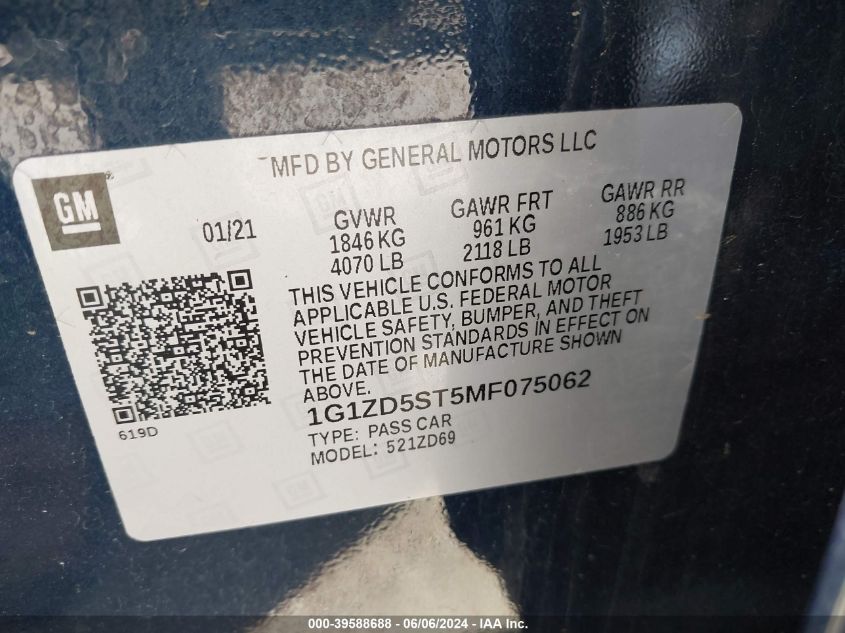 MFD BY GENERAL MOTORS LLC
GM®
01/21
GVWR
1846 KG
4070 LB
GAWR FRT
961 KG
2118 LB
GAWR RR
886 KG
1953 LB
THIS VEHICLE CONFORMS TO ALL
APPLICABLE U.S. FEDERAL MOTOR
VEHICLE SAFETY, BUMPER, AND THEFT
PREVENTION STANDARDS IN EFFECT ON
THE DATE OF MANUFACTURE SHOWN
ABOVE.
1G1ZD5ST5MF075062
TYPE: PASS CAR
MODEL: 521ZD69
619D
000-39588688 - 06/06/2024 - IAA Inc.